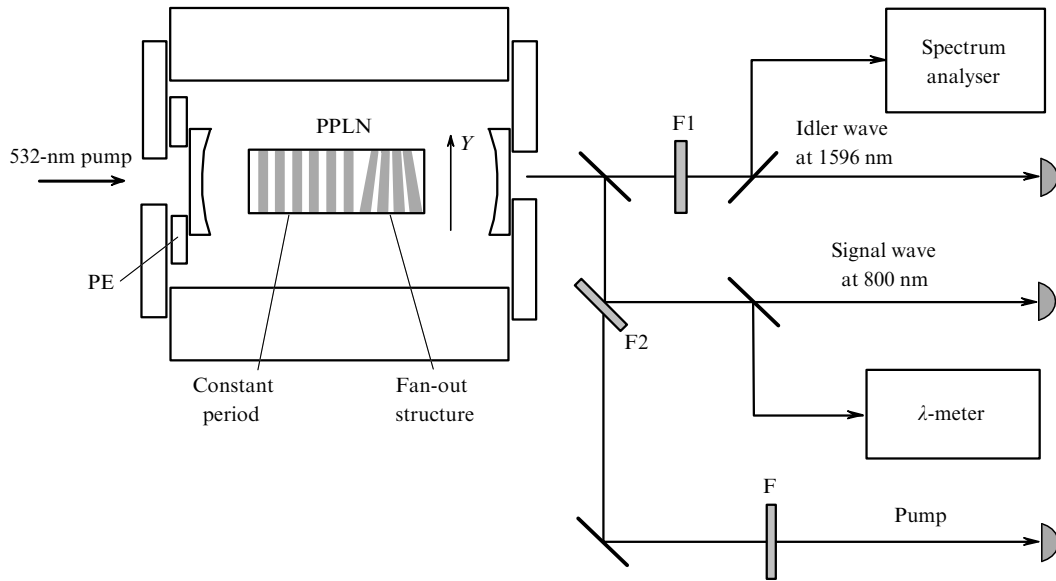 Spectrum
analyser
PPLN
Y
F1
Idler wave
at 1596 nm
532-nm pump
Signal wave
at 800 nm
PE
F2
Constant
period
Fan-out
structure
λ-meter
F
Pump